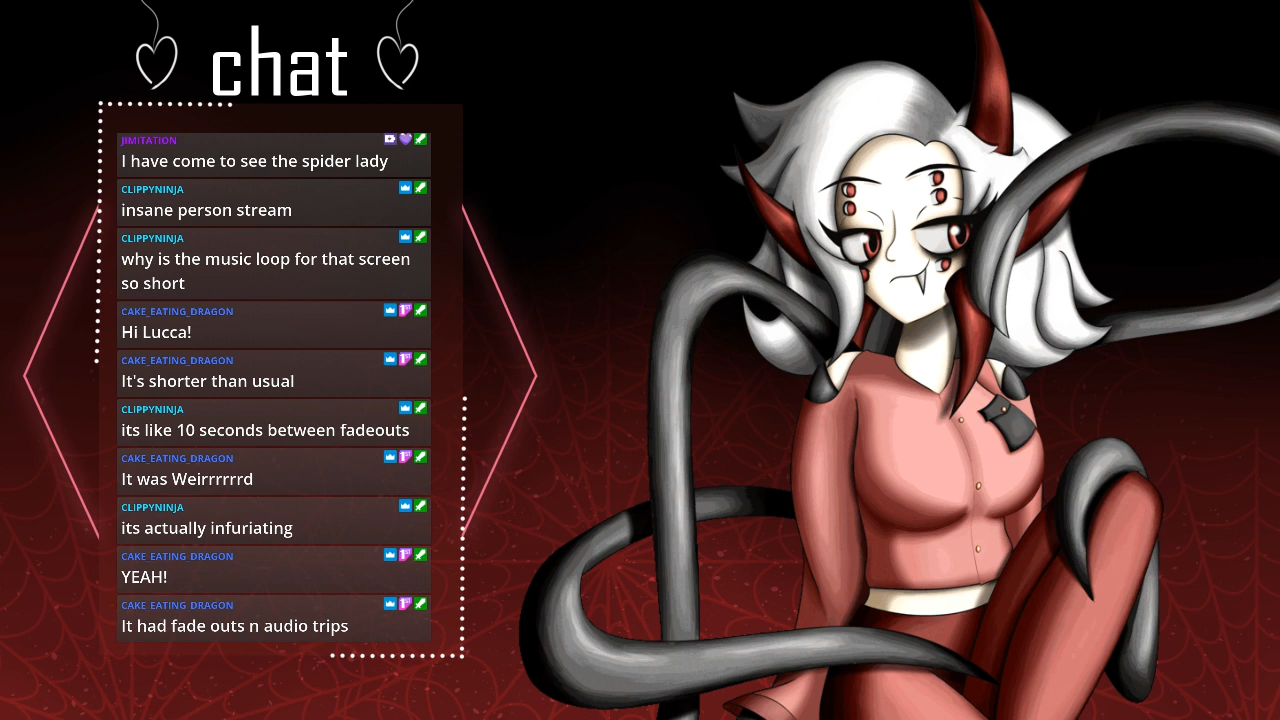 chat
JIMITATION
I have come to see the spider lady
CLIPPYNINJA
insane person stream
CLIPPYNINJA
why is the music loop for that screen
so short
CAKE_EATING_DRAGON
Hi Lucca!
CAKE_EATING_DRAGON
It's shorter than usual
CLIPPYNINJA
its like 10 seconds between fadeouts
CAKE_EATING_DRAGON
It was Weirrrrrrd
CLIPPYNINJA
its actually infuriating
CAKE_EATING_DRAGON
YEAH!
CAKE_EATING_DRAGON
It had fade outs n audio trips